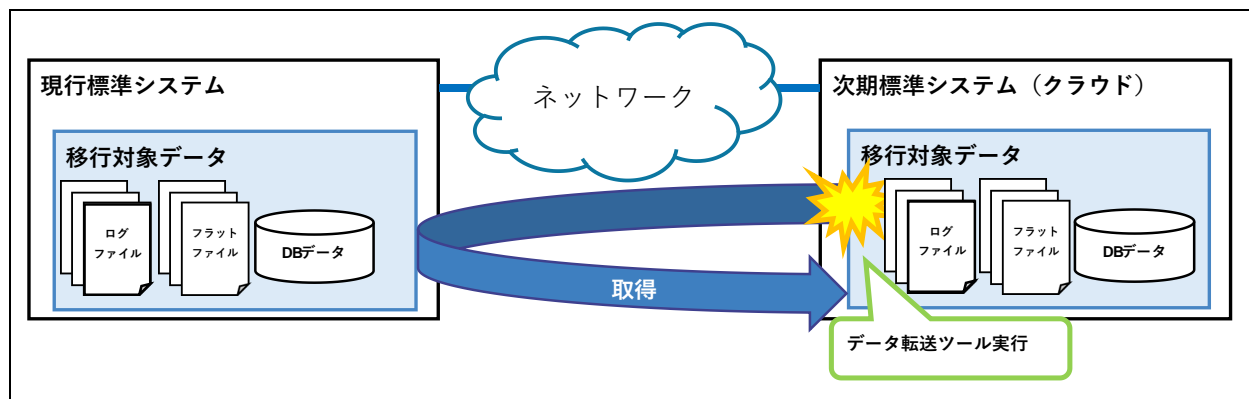 現行標準システム
ネットワーク
次期標準システム（クラウド）
移行対象データ
ログ
ファイル
フラット
ファイル
DBデータ
移行対象データ
ログ
ファイル
フラット
ファイル
DBデータ
取得
データ転送ツール実行